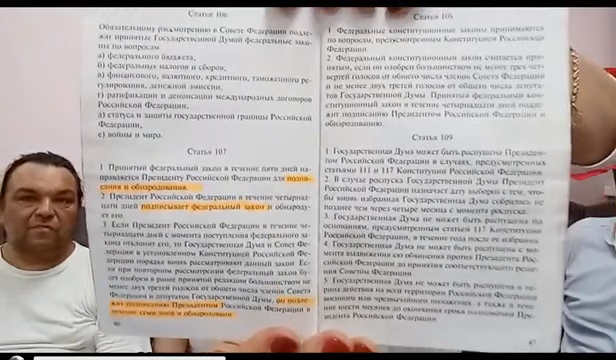 Статья 106
Обязательному рассмотрению в Совете Федерации подле-
жат принятые Государственной Думой федеральные зако-
ны по вопросам
а) федерального бюджета,
б) федеральных налогов и сборов,
в) финансового, валютного, кредитного, таможенного ре-
гулирования, денежной эмиссии,
г) ратификации и денонсации международных договоров
Российской Федерации,
д) статуса и защиты государственной границы Российской
Федерации,
е) войны и мира.
Статья 107
1 Принятый федеральный закон в течение пяти дней на-
правляется Президенту Российской Федерации для подпи-
сания и обнародования.
2 Президент Российской Федерации в течение четырнад-
цати дней подписывает федеральный закон и обнароду-
ет его
3 Если Президент Российской Федерации в течение че-
тырнадцати дней с момента поступления федерального за-
кона отклонит его, то Государственная Дума и Совет Фе-
дерации в установленном Конституцией Российской Фе-
дерации порядке вновь рассматривают данный закон Ес-
ли при повторном рассмотрении федеральный закон бу-
дет одобрен в ранее принятой редакции большинством не
менее двух третей голосов от общего числа членов Совета
Федерации и депутатов Государственной Думы, он подле-
жит подписанию Президентом Российской Федерации в
течение семи дней и обнародованию
Статья 108
1 Федеральные конституционные законы принимаются
по вопросам, предусмотренным Конституцией Российской
Федерации
2 Федеральный конституционный закон считается при-
нятым, если он одобрен большинством не менее трех чет-
вертей голосов от общего числа членов Совета Федерации
и не менее двух третей голосов от общего числа депута-
тов Государственной Думы. Принятый федеральный кон-
ституционный закон в течение четырнадцати дней подле-
жит подписанию Президентом Российской Федерации и
обнародованию.
Статья 109
1 Государственная Дума может быть распущена Президен-
том Российской Федерации в случаях, предусмотренных
статьями 111 и 117 Конституции Российской Федерации.
2. В случае роспуска Государственной Думы Президент
Российской Федерации назначает дату выборов с тем, что-
бы вновь избранная Государственная Дума собралась не
позднее чем через четыре месяца с момента роспуска.
3. Государственная Дума не может быть распущена по
основаниям, предусмотренным статьей 117 Конституции
Российской Федерации, в течение года после ее избрания
4. Государственная Дума не может быть распущена с мо-
мента выдвижения ею обвинения против Президента Рос-
сийской Федерации до принятия соответствующего реше-
ния Советом Федерации
5 Государственная Дума не может быть распущена в пе-
риод действия на всей территории Российской Федерации
военного или чрезвычайного положения, а также в тече-
ние шести месяцев до окончания срока полномочий Пре-
зидента Российской Федерации
47